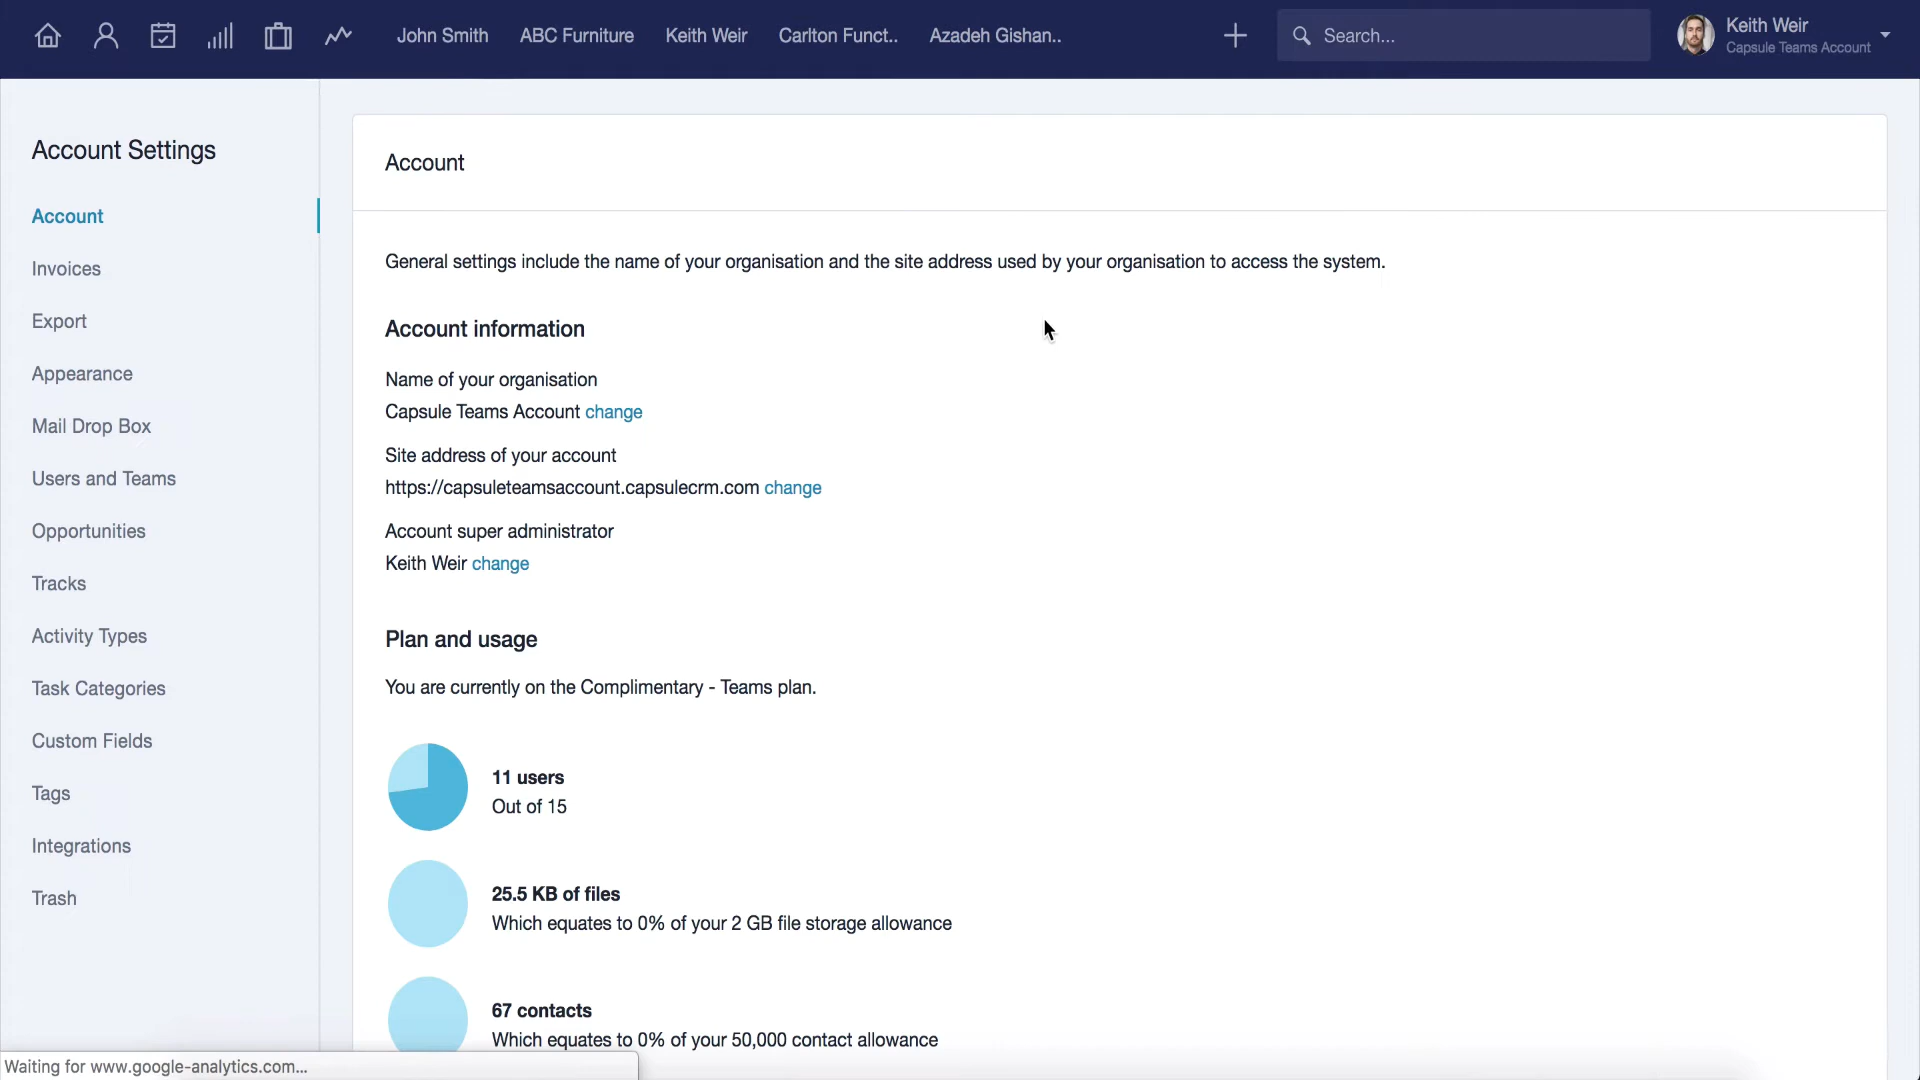 John Smith
ABC Furniture
Keith Weir
Carlton Funct..
Azadeh Gishan..
Search...
Keith Weir
Capsule Teams Account
Account Settings
Account
Invoices
Export
Appearance
Mail Drop Box
Users and Teams
Opportunities
Tracks
Activity Types
Task Categories
Custom Fields
Tags
Integrations
Trash
Account
General settings include the name of your organisation and the site address used by your organisation to access the system.
Account information
Name of your organisation
Capsule Teams Account change
Site address of your account
https://capsuleteamsaccount.capsulecrm.com change
Account super administrator
Keith Weir change
Plan and usage
You are currently on the Complimentary - Teams plan.
11 users
Out of 15
25.5 KB of files
Which equates to 0% of your 2 GB file storage allowance
67 contacts
Which equates to 0% of your 50,000 contact allowance
Waiting for www.google-analytics.com...